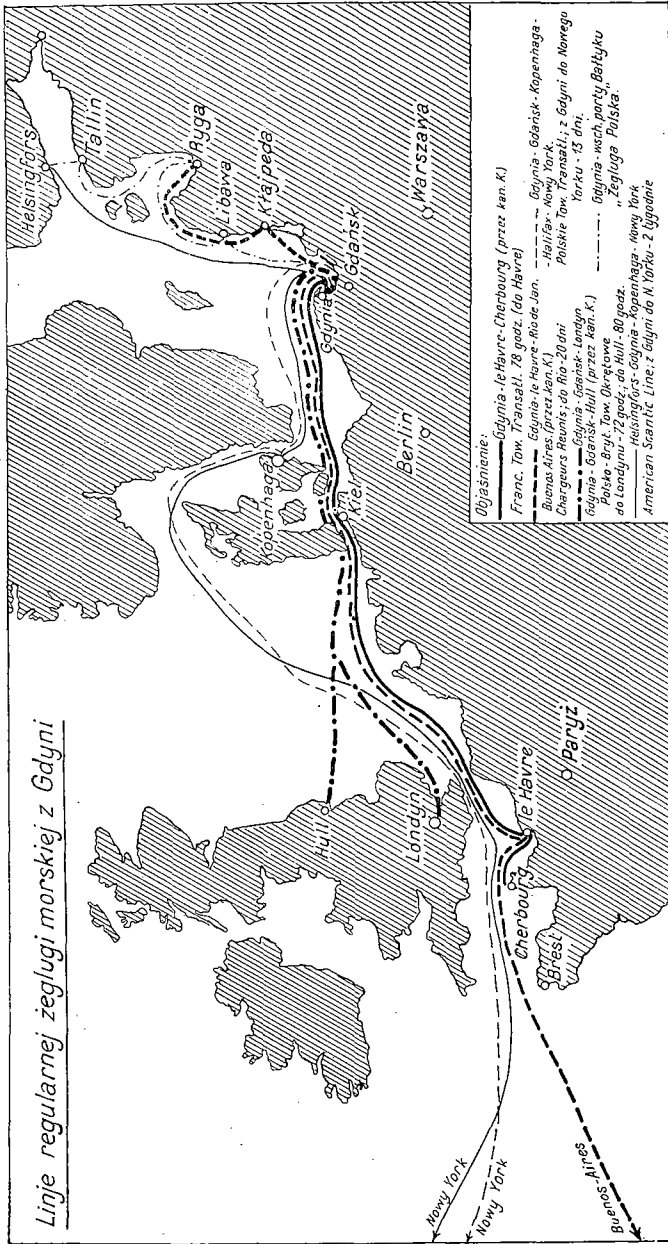 Linje regularnej żeglugi morskiej z Gdyni
Helsingfors
Talin
Ryga
Libawa
Kłajpeda
Gdańsk
Gdynia
Warszawa
Kopenhaga
Kiel
Berlin
Hull
Londyn
le Havre
Cherbourg
Brest
Paryż
Nowy York
Nowy York
Buenos-Aires
Objaśnienie:
Gdynia-le Havre-Cherbourg (przez kan. K)
Franc. Tow. Transatl. 78 godz. (do Havre)
Gdynia-le Havre-Rio de Jan.
Buenos Aires. (przez kan. K)
Chargeurs Reunis; do Rio-20 dni
Gdynia-Gdańsk-Londyn
Gdynia-Gdańsk-Hull (przez kan. K.)
Polsko-Bryt. Tow. Okrętowe
do Londynu-72 godz.; do Hull-80 godz.
Helsingfors-Gdynia-Kopenhaga-Nowy York
American Scantic Line; z Gdyni do N. Yorku-2 tygodnie
Gdynia-Gdańsk-Kopenhaga-
-Halifax-Nowy York.
Polskie Tow. Transatl.; z Gdyni do Nowego
Yorku-13 dni.
Gdynia-wsch. porty Bałtyku
„Żegluga Polska„